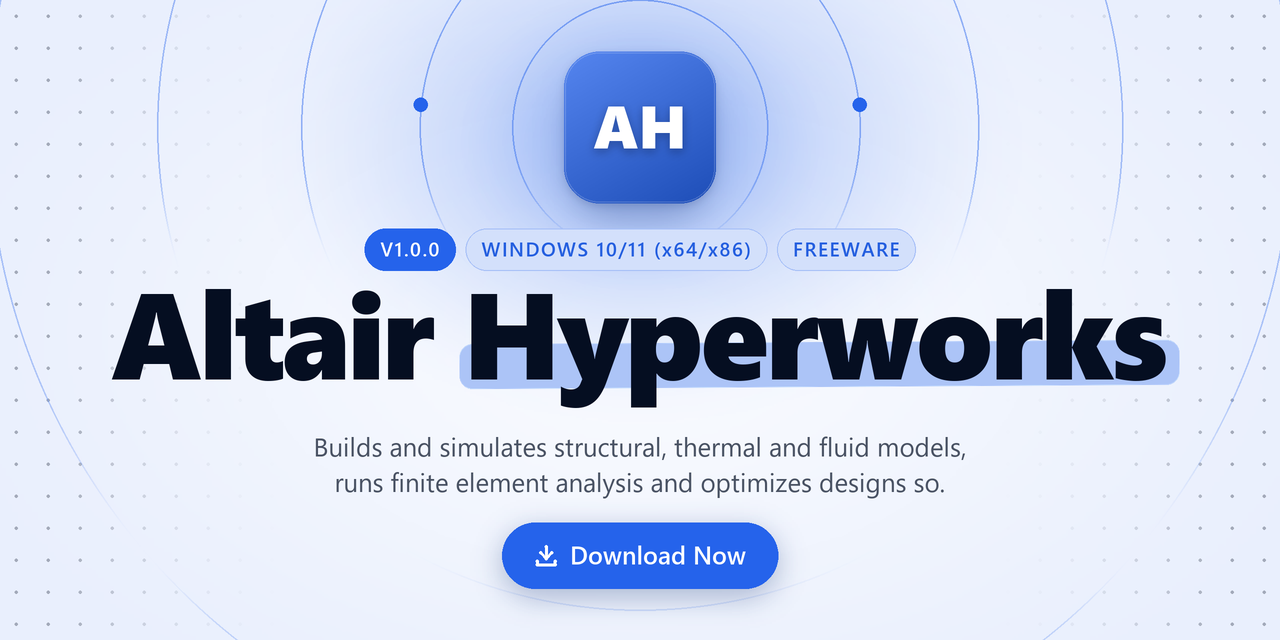 AH
V1.0.0
WINDOWS 10/11 (x64/x86)
FREEWARE
Altair Hyperworks
Builds and simulates structural, thermal and fluid models,
runs finite element analysis and optimizes designs so.
Download Now